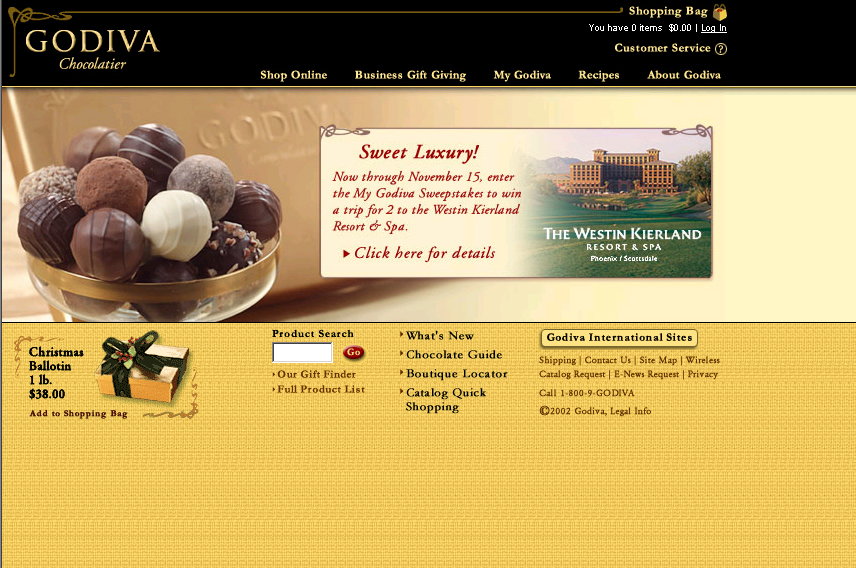 Shopping Bag
GODIVA
Chocolatier
You have 0 items $0.00 | Log In
Customer Service ?
Shop Online Business Gift Giving My Godiva Recipes About Godiva
GODIVA
Sweet Luxury!
Now through November 15, enter
the My Godiva Sweepstakes to win
a trip for 2 to the Westin Kierland
Resort & Spa.
Click here for details
THE WESTIN KIERLAND
RESORT & SPA
Phoenix / Scottsdale
Christmas
Ballotin
1 lb.
$38.00
Add to Shopping Bag
Product Search
Go
Our Gift Finder
Full Product List
What's New
Chocolate Guide
Boutique Locator
Catalog Quick
Shopping
Godiva International Sites
Shipping | Contact Us | Site Map | Wireless
Catalog Request | E-News Request | Privacy
Call 1-800-9-GODIVA
©2002 Godiva, Legal Info